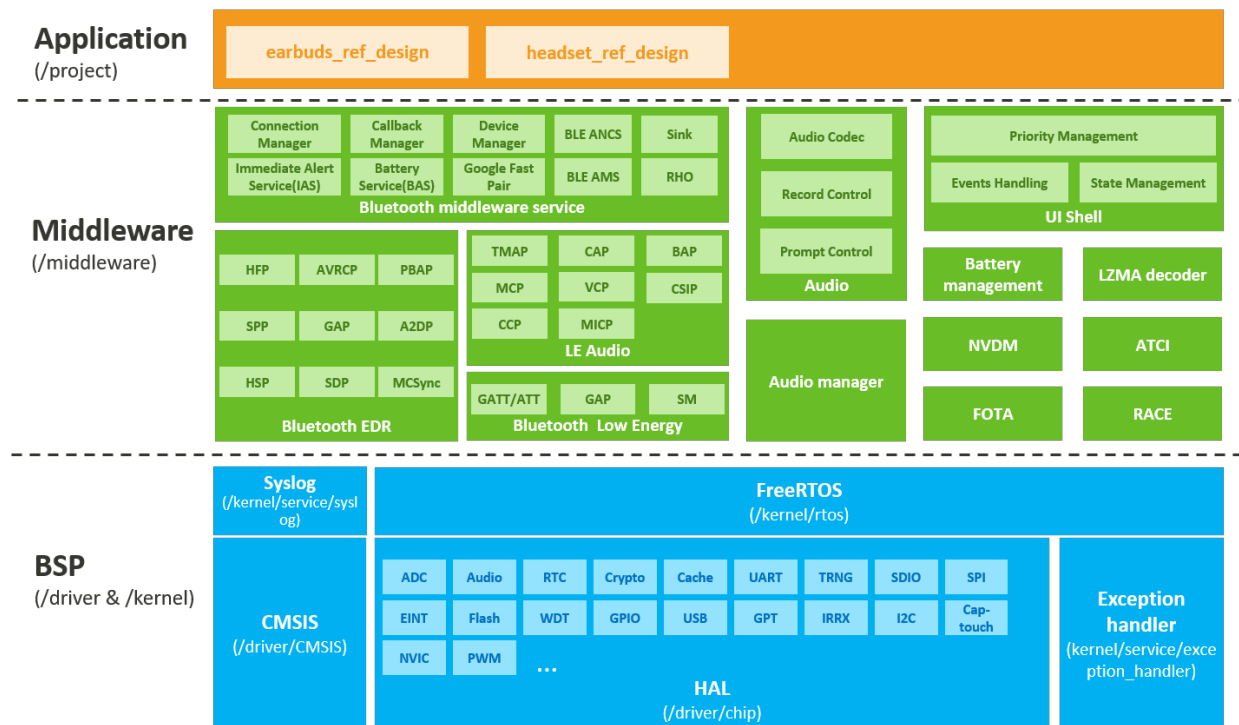 Application
(/project)
earbuds_ref_design
headset_ref_design
Middleware
(/middleware)
Connection
Manager
Callback
Manager
Device
Manager
BLE ANCS
Sink
Immediate Alert
Service(IAS)
Battery
Service(BAS)
Google Fast
Pair
BLE AMS
RHO
Bluetooth middleware service
HFP
AVRCP
PBAP
SPP
GAP
A2DP
HSP
SDP
MCSync
Bluetooth EDR
TMAP
CAP
BAP
MCP
VCP
CSIP
CCP
MICP
LE Audio
GATT/ATT
GAP
SM
Bluetooth Low Energy
Audio Codec
Record Control
Prompt Control
Audio
Audio manager
Priority Management
Events Handling
State Management
UI Shell
Battery
management
LZMA decoder
NVDM
ATCI
FOTA
RACE
BSP
(/driver & /kernel)
Syslog
(/kernel/service/sysl
og)
FreeRTOS
(/kernel/rtos)
CMSIS
(/driver/CMSIS)
ADC
Audio
RTC
Crypto
Cache
UART
TRNG
SDIO
SPI
EINT
Flash
WDT
GPIO
USB
GPT
IRRX
I2C
Cap-
touch
NVIC
PWM
...
HAL
(/driver/chip)
Exception
handler
(kernel/service/exce
ption_handler)